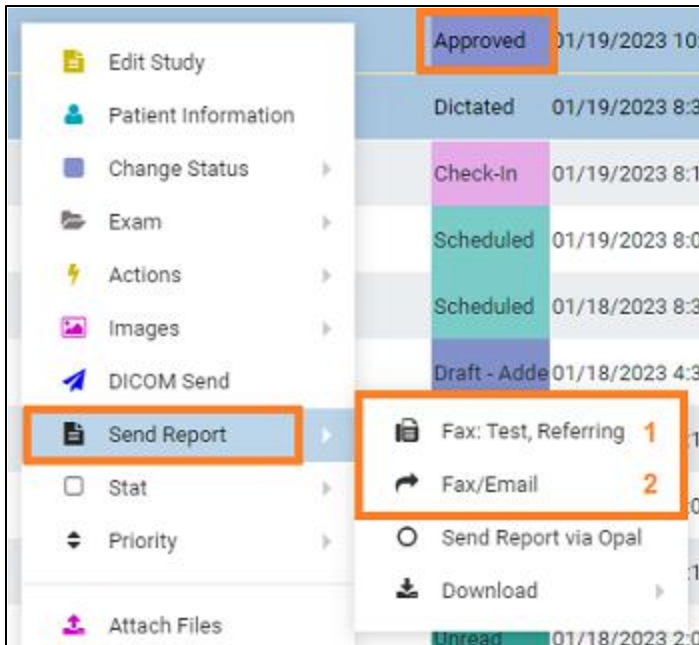 Edit Study
Patient Information
Change Status
Exam
Actions
Images
DICOM Send
Send Report
Stat
Priority
Attach Files
Approved 01/19/2023 10:
Dictated 01/19/2023 8:3
Check-In 01/19/2023 8:1
Scheduled 01/19/2023 8:0
Scheduled 01/18/2023 8:3
Draft - Adde 01/18/2023 4:3
Fax: Test, Referring 1
Fax/Email 2
Send Report via Opal
Download
Unread 01/18/2023 2:0